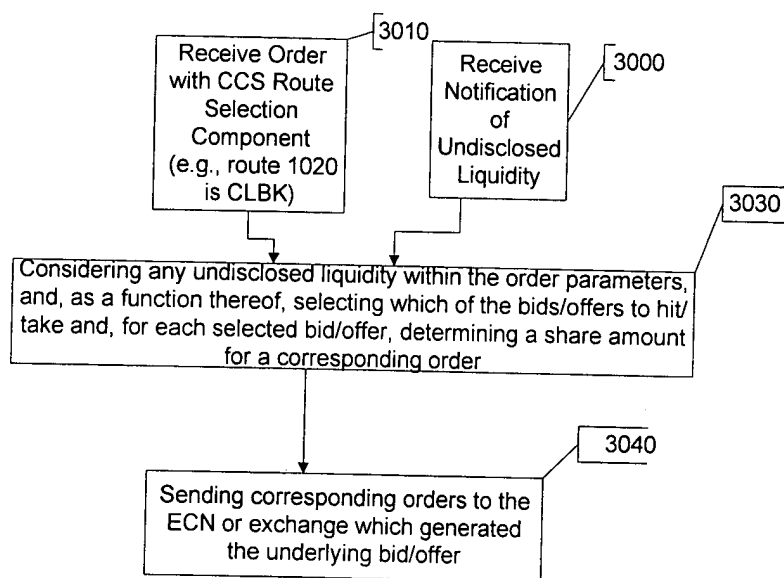 3010
Receive Order
with CCS Route
Selection
Component
(e.g., route 1020
is CLBK)
3000
Receive
Notification
of
Undisclosed
Liquidity
3030
Considering any undisclosed liquidity within the order parameters,
and, as a function thereof, selecting which of the bids/offers to hit/
take and, for each selected bid/offer, determining a share amount
for a corresponding order
3040
Sending corresponding orders to the
ECN or exchange which generated
the underlying bid/offer